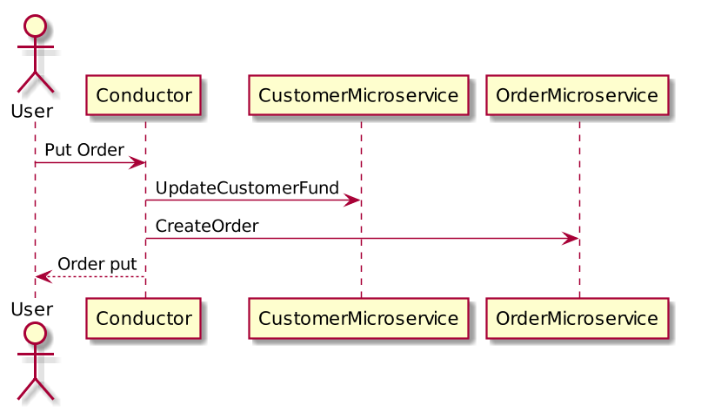 User
Conductor
CustomerMicroservice
OrderMicroservice
Put Order
UpdateCustomerFund
CreateOrder
Order put
User
Conductor
CustomerMicroservice
OrderMicroservice